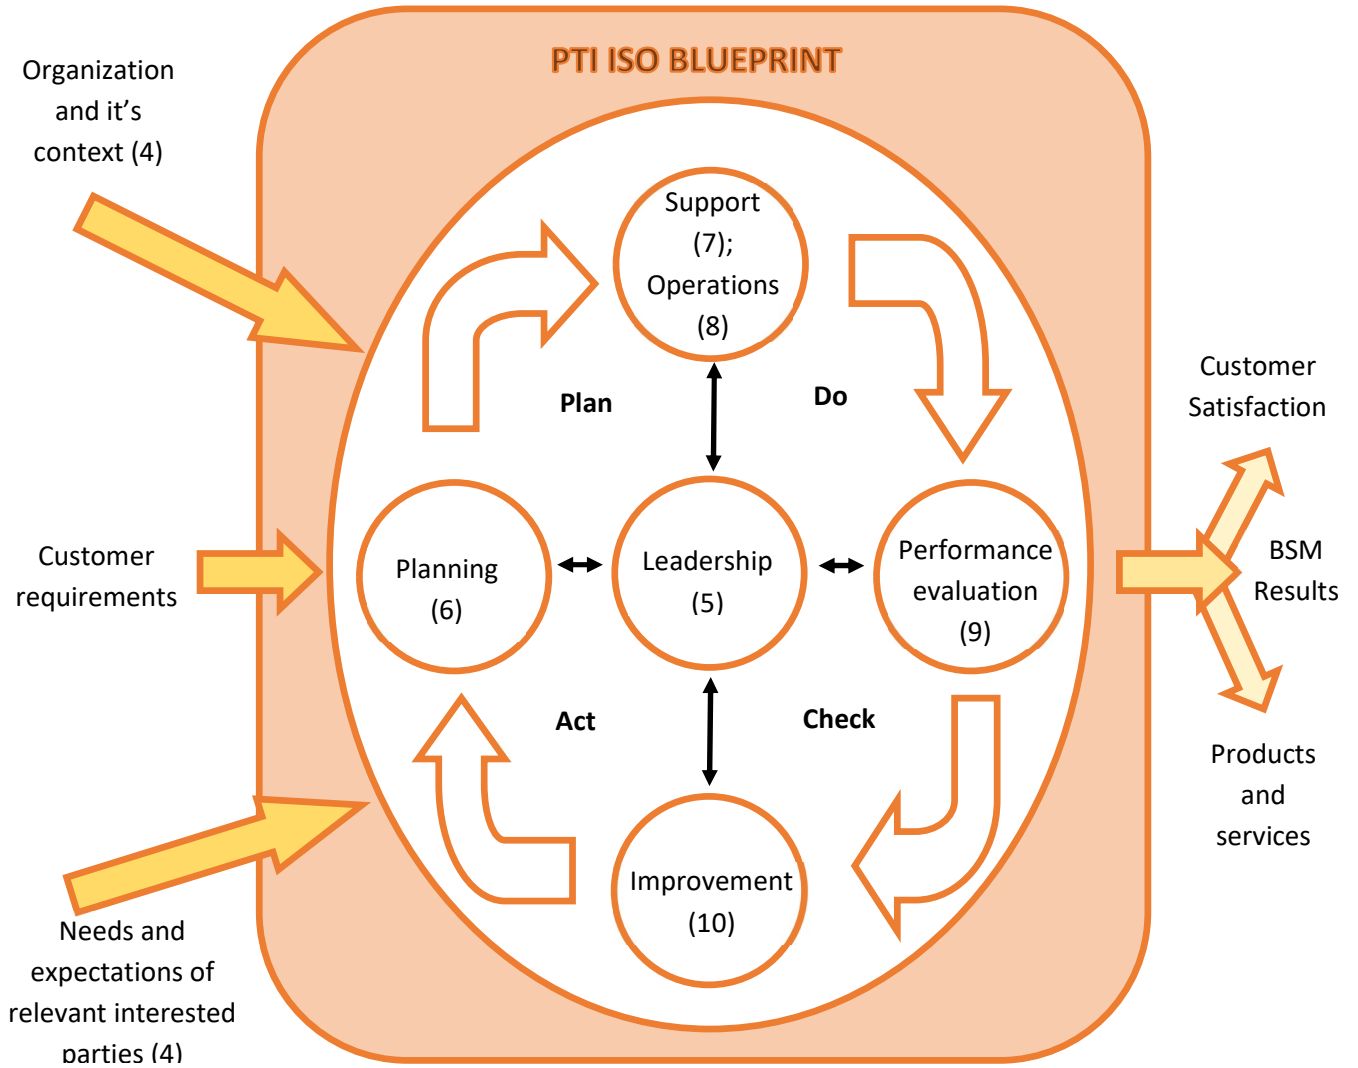 PTI ISO BLUEPRINT
Organization
and it's
context (4)
Customer
requirements
Needs and
expectations of
relevant interested
parties (4)
Support
(7);
Operations
(8)
Plan
Do
Planning
(6)
Leadership
(5)
Performance
evaluation
(9)
Act
Check
Improvement
(10)
Customer
Satisfaction
BSM
Results
Products
and
services